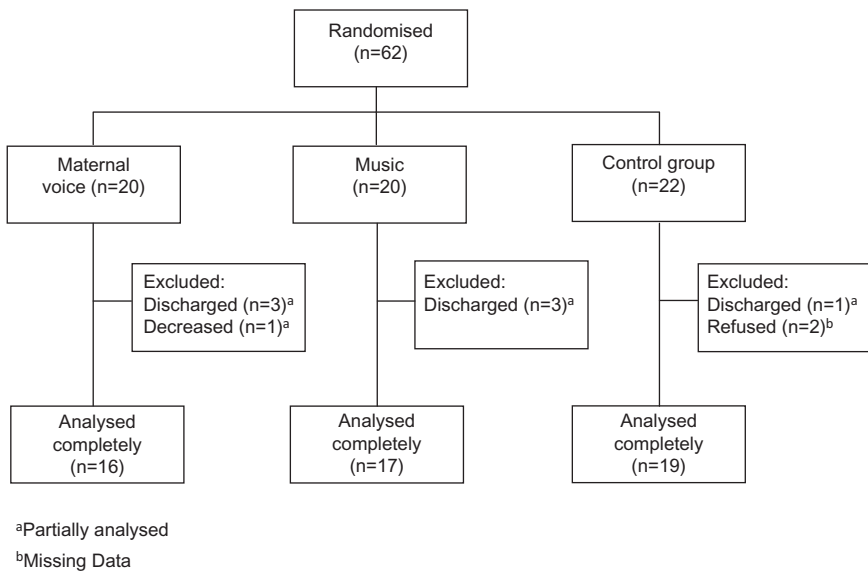 Randomised
(n=62)
Maternal
voice (n=20)
Music
(n=20)
Control group
(n=22)
Excluded:
Discharged (n=3)ᵃ
Decreased (n=1)ᵃ
Excluded:
Discharged (n=3)ᵃ
Excluded:
Discharged (n=1)ᵃ
Refused (n=2)ᵇ
Analysed
completely
(n=16)
Analysed
completely
(n=17)
Analysed
completely
(n=19)
ᵃPartially analysed
ᵇMissing Data